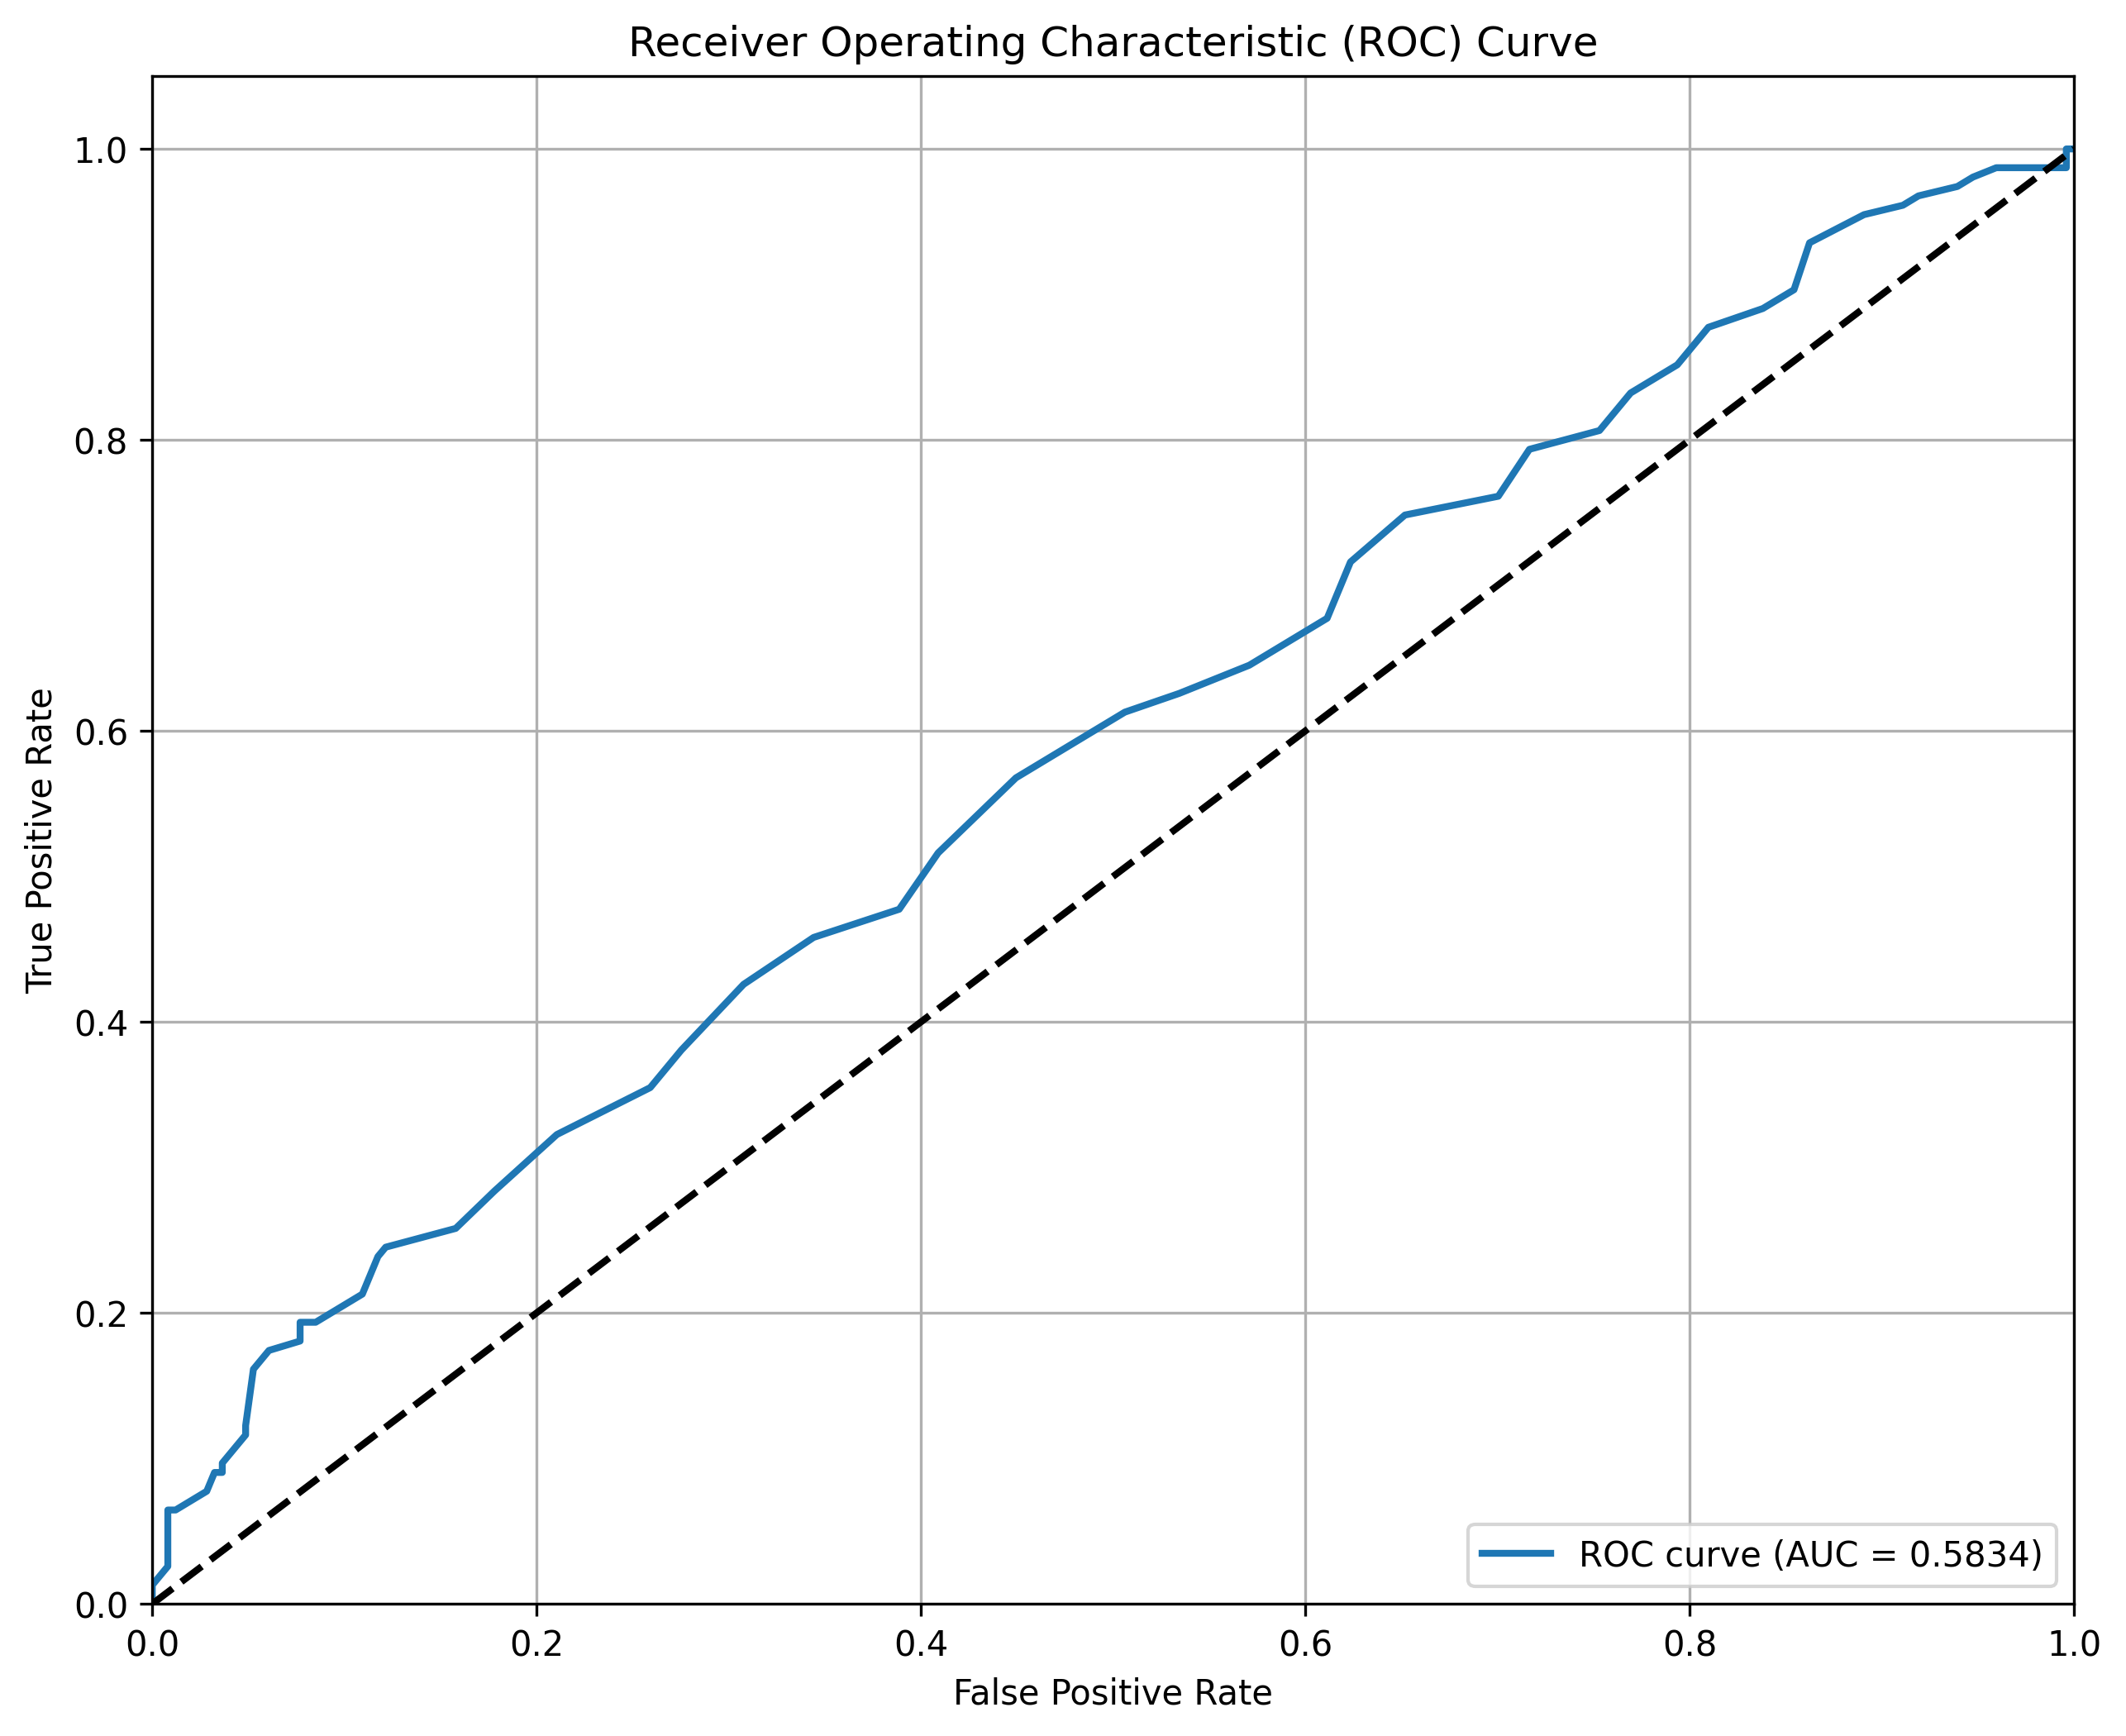 Receiver Operating Characteristic (ROC) Curve
True Positive Rate
1.0
0.8
0.6
0.4
0.2
0.0
ROC curve (AUC = 0.5834)
0.0 0.2 0.4 0.6 0.8 1.0
False Positive Rate